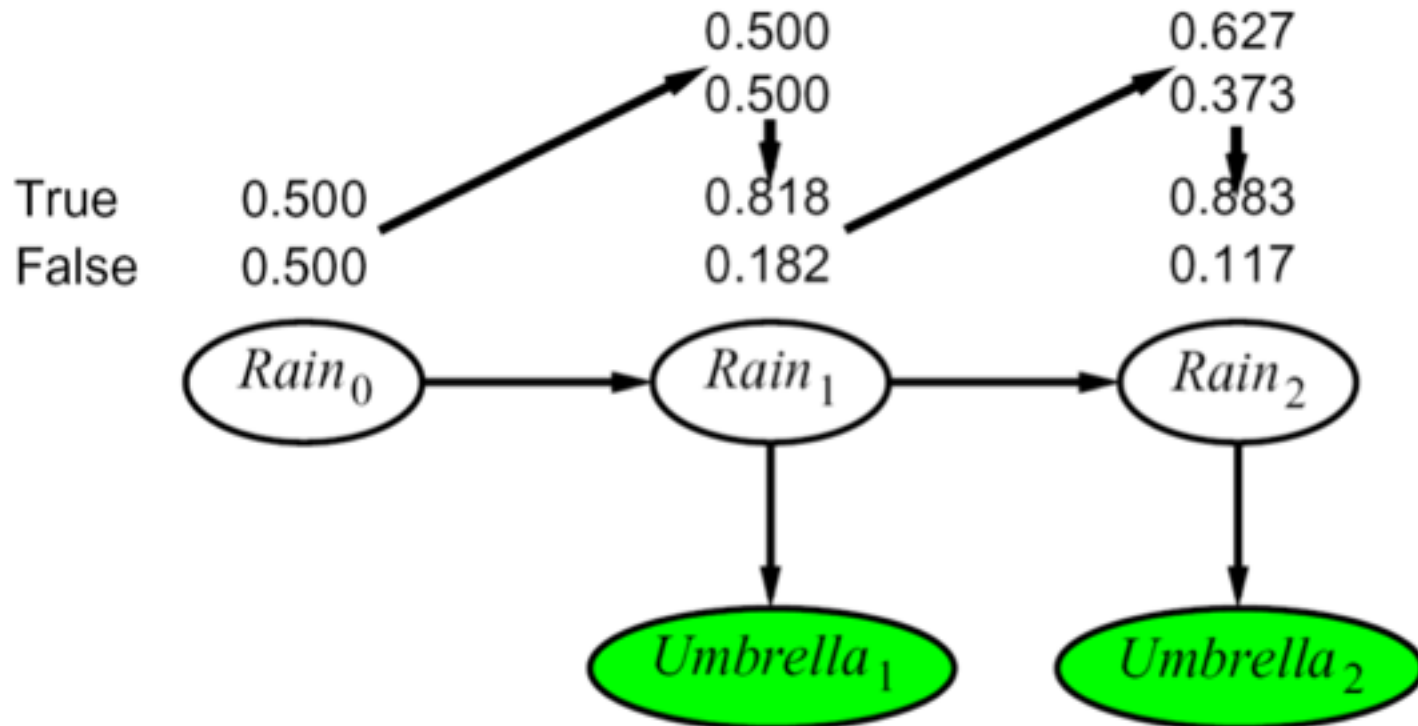 0.500 0.627
0.500 0.373
True 0.500 0.818 0.883
False 0.500 0.182 0.117
Rain₀ Rain₁ Rain₂
Umbrella₁ Umbrella₂